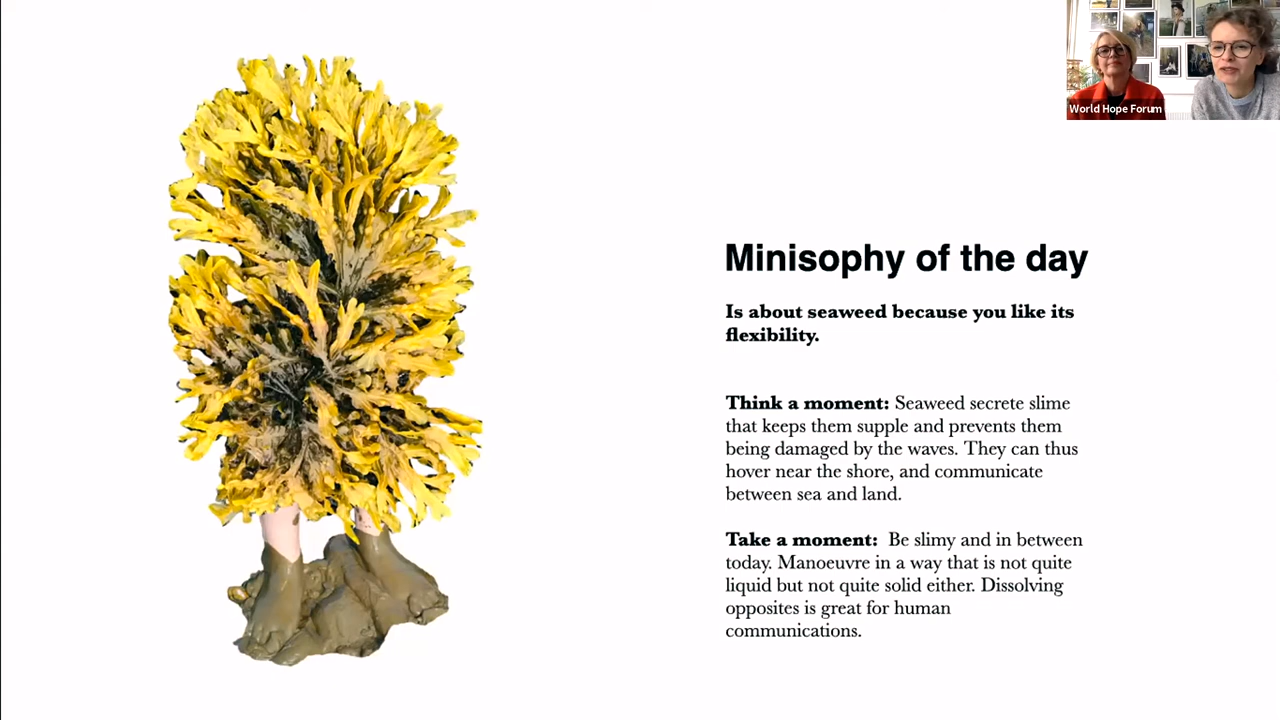 World Hope Forum
Minisophy of the day
Is about seaweed because you like its
flexibility.
Think a moment: Seaweed secrete slime
that keeps them supple and prevents them
being damaged by the waves. They can thus
hover near the shore, and communicate
between sea and land.
Take a moment: Be slimy and in between
today. Manoeuvre in a way that is not quite
liquid but not quite solid either. Dissolving
opposites is great for human
communications.